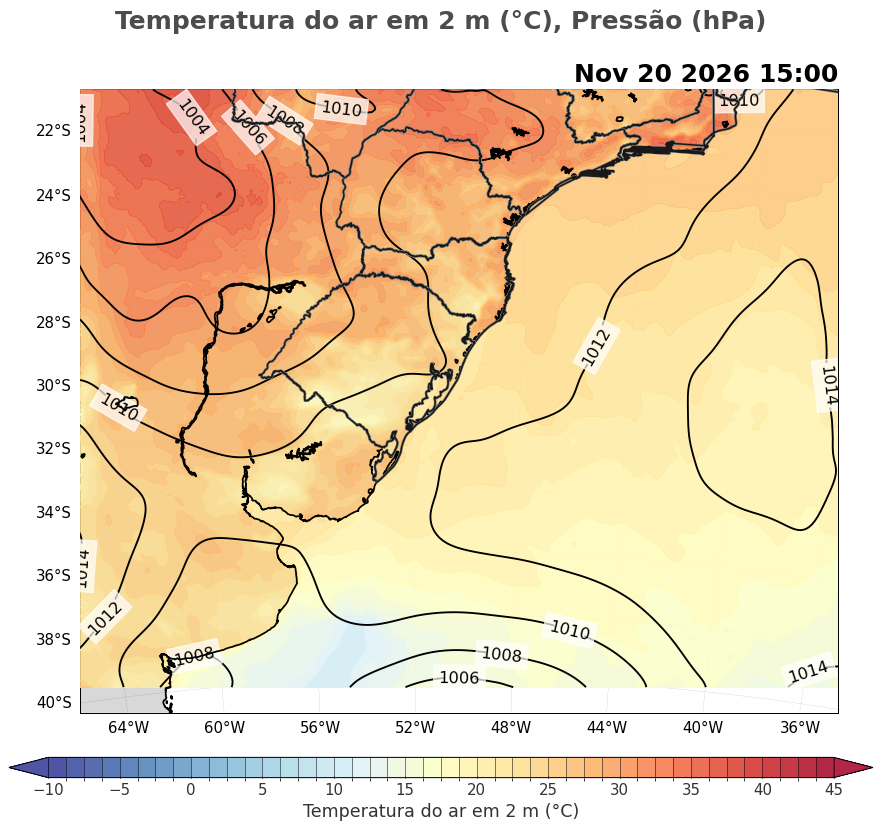 Temperatura do ar em 2 m (°C), Pressão (hPa)
Nov 20 2026 15:00
1004
1004
1006
1008
1010
1010
22°S
24°S
26°S
28°S
30°S
32°S
34°S
36°S
38°S
40°S
1012
1014
1010
1014
1012
1008
1010
1008
1006
1014
64°W
60°W
56°W
52°W
48°W
44°W
40°W
36°W
−10
−5
0
5
10
15
20
25
30
35
40
45
Temperatura do ar em 2 m (°C)